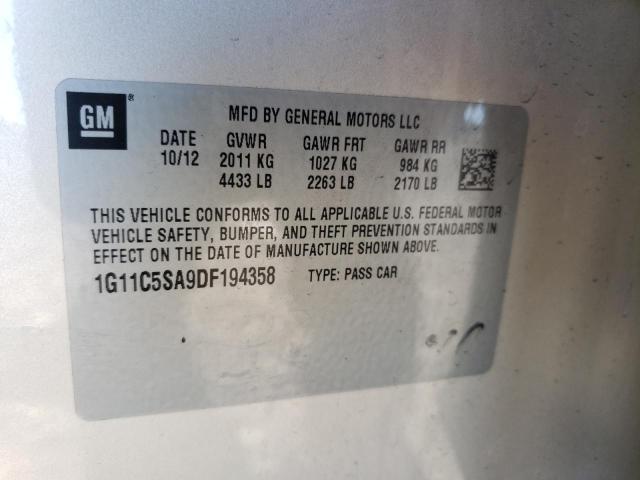 GM ®
MFD BY GENERAL MOTORS LLC
DATE GVWR GAWR FRT GAWR RR
10/12 2011 KG 1027 KG 984 KG
4433 LB 2263 LB 2170 LB
THIS VEHICLE CONFORMS TO ALL APPLICABLE U.S. FEDERAL MOTOR
VEHICLE SAFETY, BUMPER, AND THEFT PREVENTION STANDARDS IN
EFFECT ON THE DATE OF MANUFACTURE SHOWN ABOVE.
1G11C5SA9DF194358 TYPE: PASS CAR